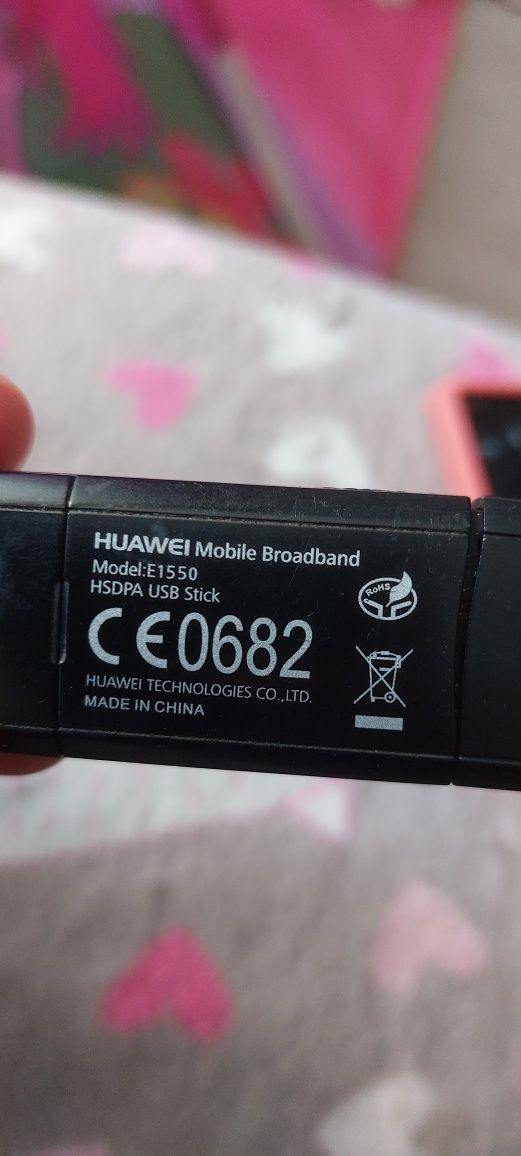 HUAWEI Mobile Broadband
Model:E1550
HSDPA USB Stick
RoHS
CE0682
HUAWEI TECHNOLOGIES CO.,LTD.
MADE IN CHINA